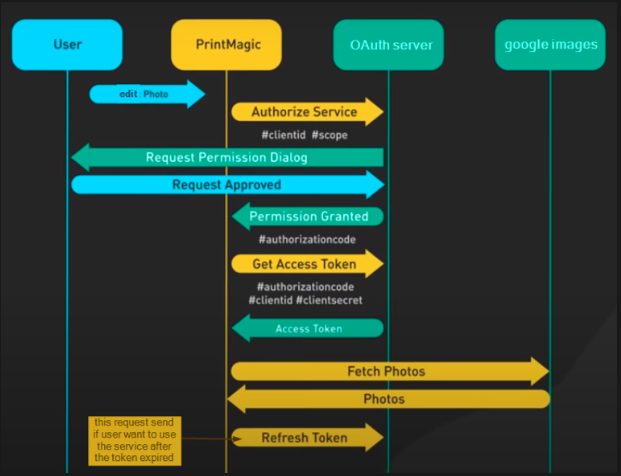 User
PrintMagic
OAuth server
google images
edit: Photo
Authorize Service
#clientid #scope
Request Permission Dialog
Request Approved
Permission Granted
#authorizationcode
Get Access Token
#authorizationcode
#clientid #clientsecret
Access Token
Fetch Photos
Photos
this request send
if user want to use
the service after
the token expired
Refresh Token